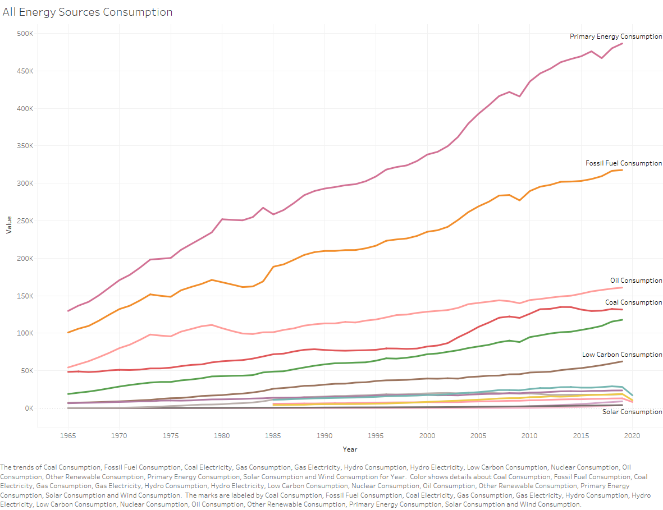 All Energy Sources Consumption
500K
450K
400K
350K
300K
250K
200K
150K
100K
50K
0K
Value
Primary Energy Consumption
Fossil Fuel Consumption
Oil Consumption
Coal Consumption
Low Carbon Consumption
Solar Consumption
1965 1970 1975 1980 1985 1990 1995 2000 2005 2010 2015 2020
Year
The trends of Coal Consumption, Fossil Fuel Consumption, Coal Electricity, Gas Consumption, Gas Electricity, Hydro Consumption, Hydro Electricity, Low Carbon Consumption, Nuclear Consumption, Oil
Consumption, Other Renewable Consumption, Primary Energy Consumption, Solar Consumption and Wind Consumption for Year. Color shows details about Coal Consumption, Fossil Fuel Consumption, Coal
Electricity, Gas Consumption, Gas Electricity, Hydro Consumption, Hydro Electricity, Low Carbon Consumption, Nuclear Consumption, Oil Consumption, Other Renewable Consumption, Primary Energy
Consumption, Solar Consumption and Wind Consumption. The marks are labeled by Coal Consumption, Fossil Fuel Consumption, Coal Electricity, Gas Consumption, Gas Electricity, Hydro Consumption, Hydro
Electricity, Low Carbon Consumption, Nuclear Consumption, Oil Consumption, Other Renewable Consumption, Primary Energy Consumption, Solar Consumption and Wind Consumption.